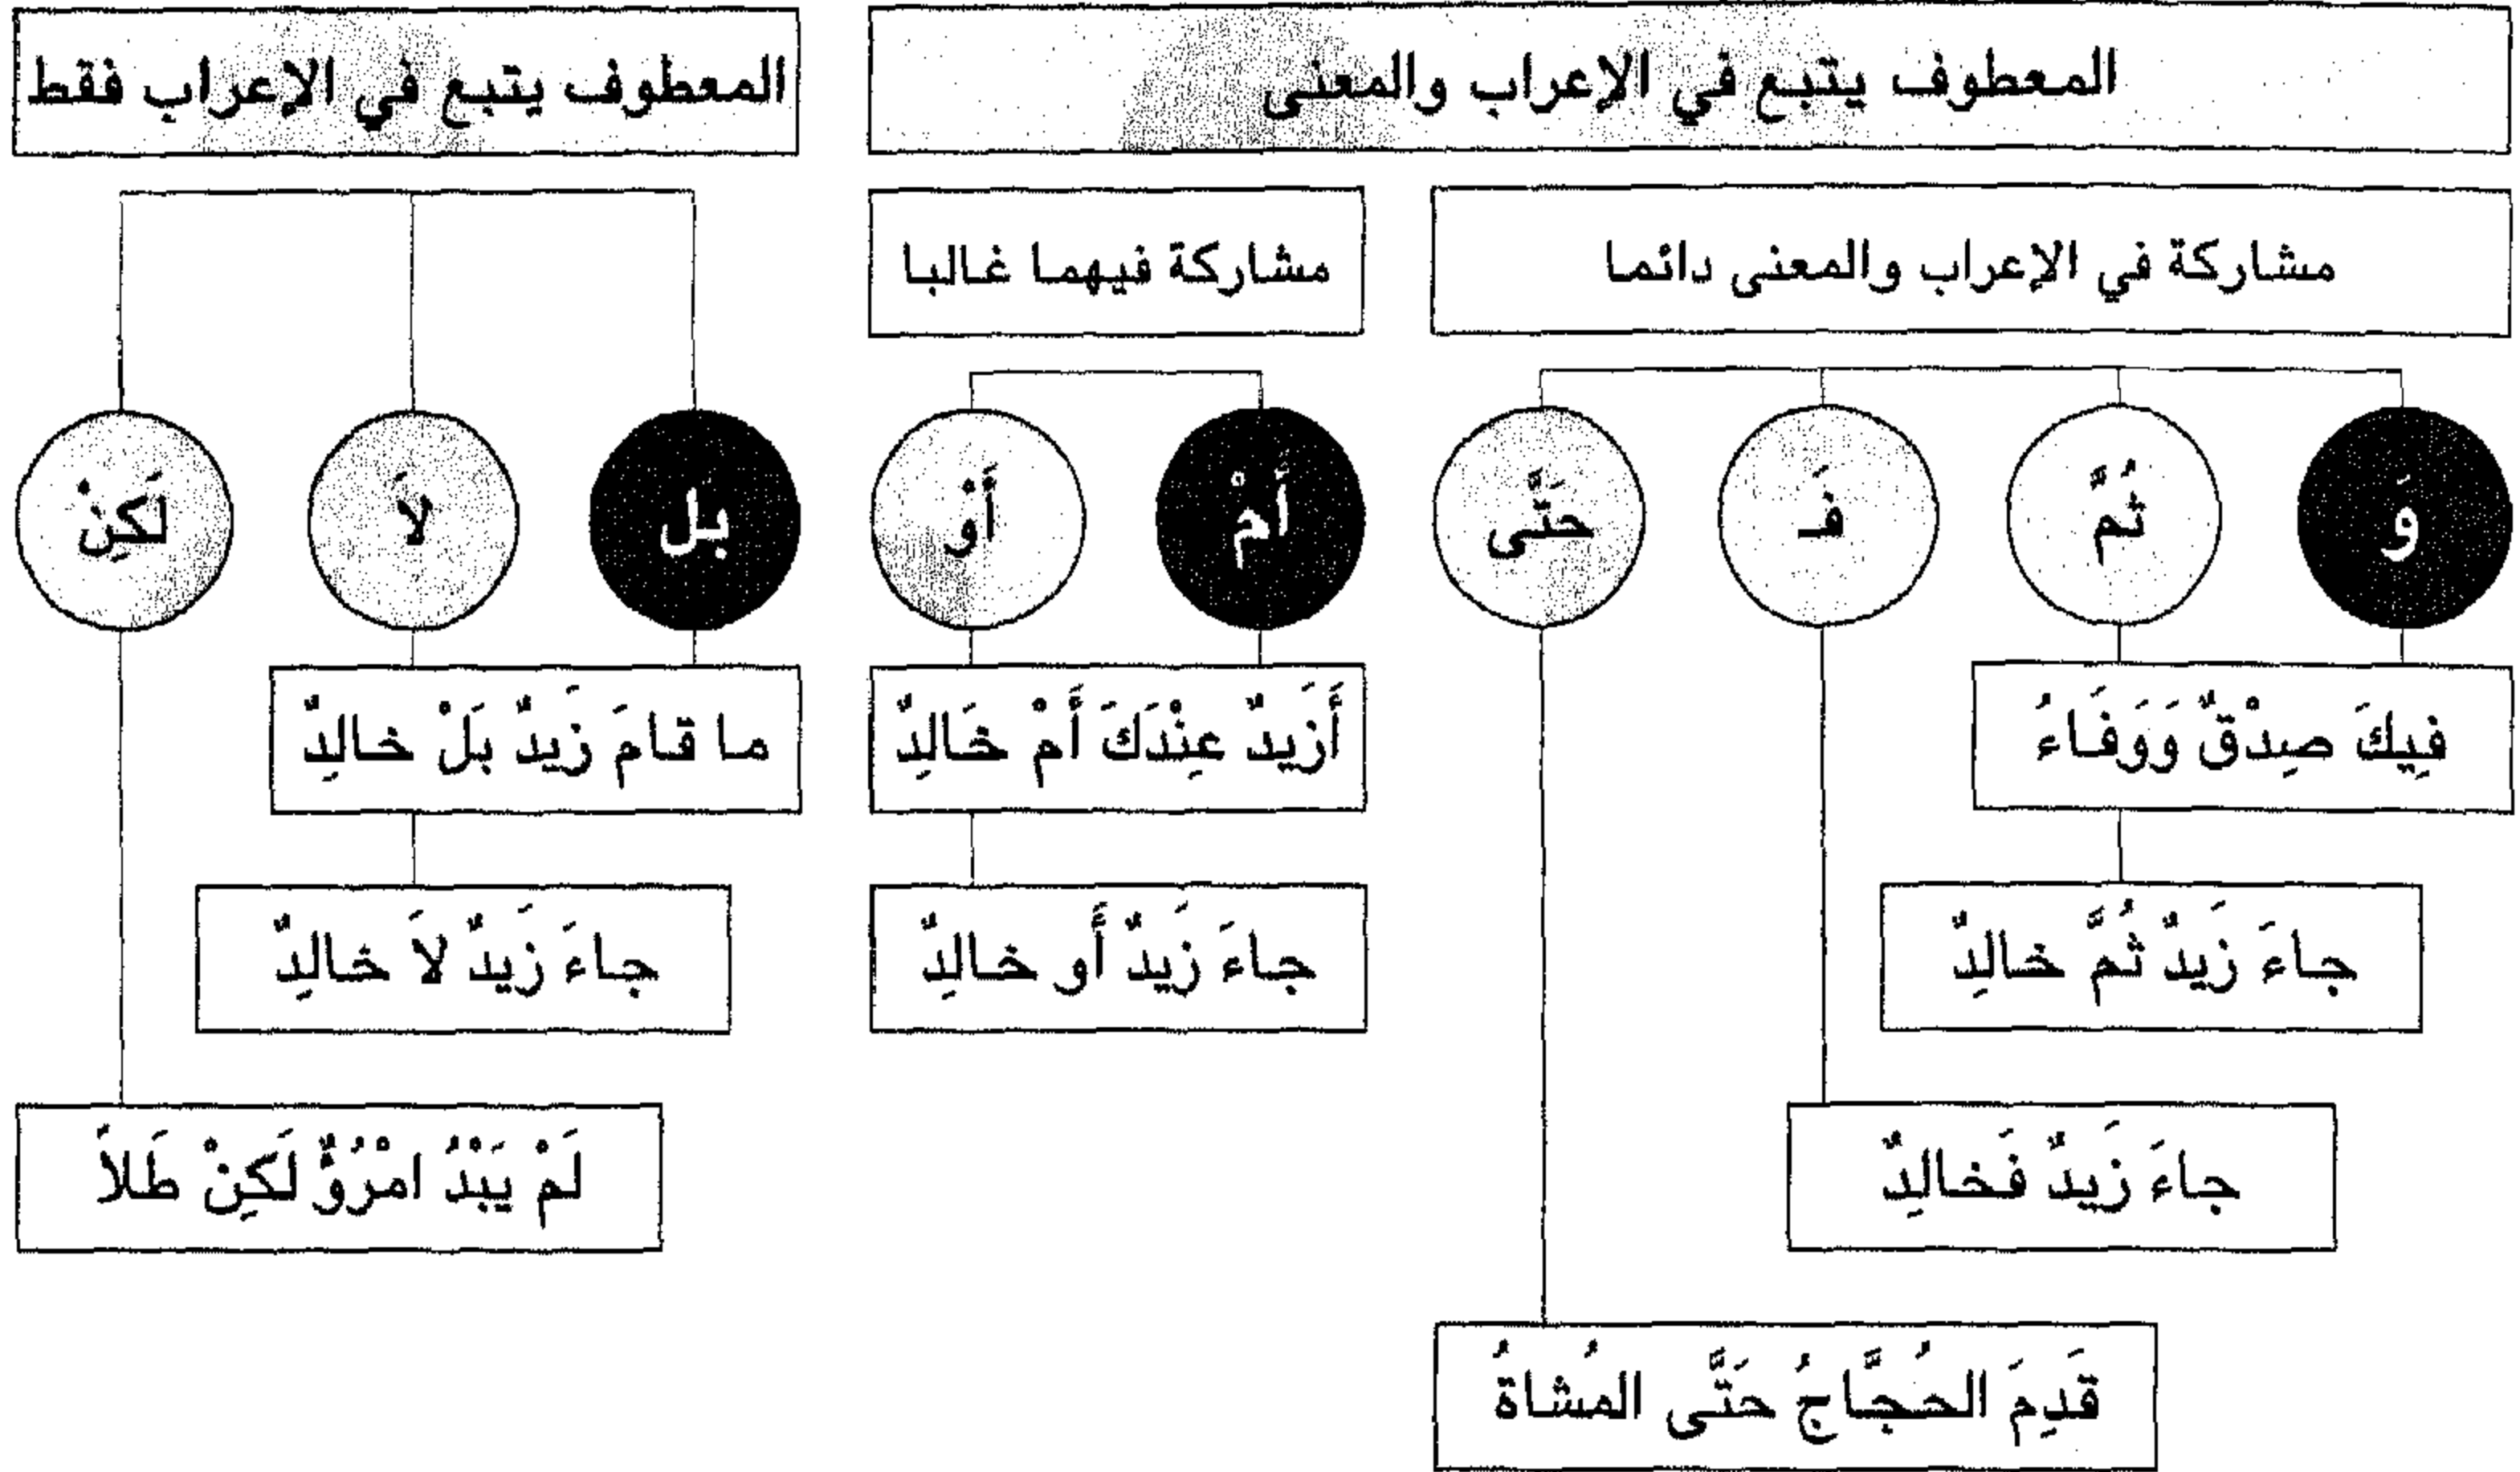 المعطوف يتبع في الإعراب والمعنى
المعطوف يتبع في الإعراب فقط
مشاركة في الإعراب والمعنى دائما
مشاركة فيهما غالبا
وَ
ثُمَّ
فَـ
حَتَّى
أَمْ
أَوْ
بل
لاَ
لَكِنْ
فِيكَ صِدْقٌ وَوَفَاءُ
أَزَيدٌ عِنْدَكَ أَمْ خَالِدٌ
ما قامَ زَيدٌ بَلْ خالِدٌ
جاءَ زَيدٌ ثُمَّ خالِدٌ
جاءَ زَيدٌ أَو خالِدٌ
جاءَ زَيدٌ لاَ خالِدٌ
جاءَ زَيدٌ فَخالِدٌ
لَمْ يَبْدُ امْرُؤٌ لَكِنْ طَلاَ
قَدِمَ الحُجَّاجُ حَتَّى المُشاةُ